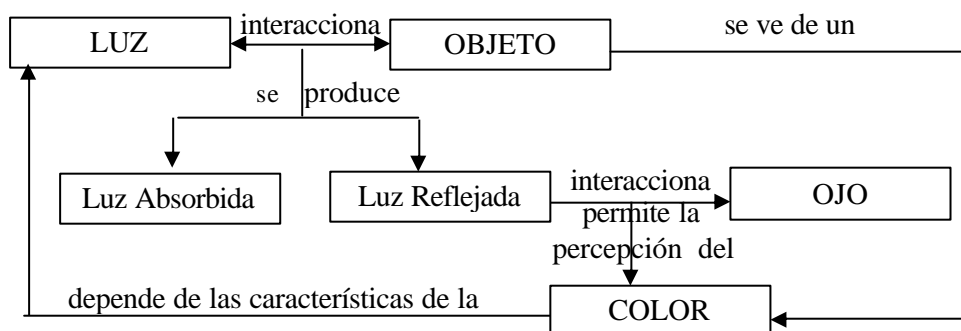 interacciona
se ve de un
LUZ
OBJETO
se produce
Luz Absorbida
Luz Reflejada
interacciona
OJO
permite la
percepción del
depende de las características de la
COLOR